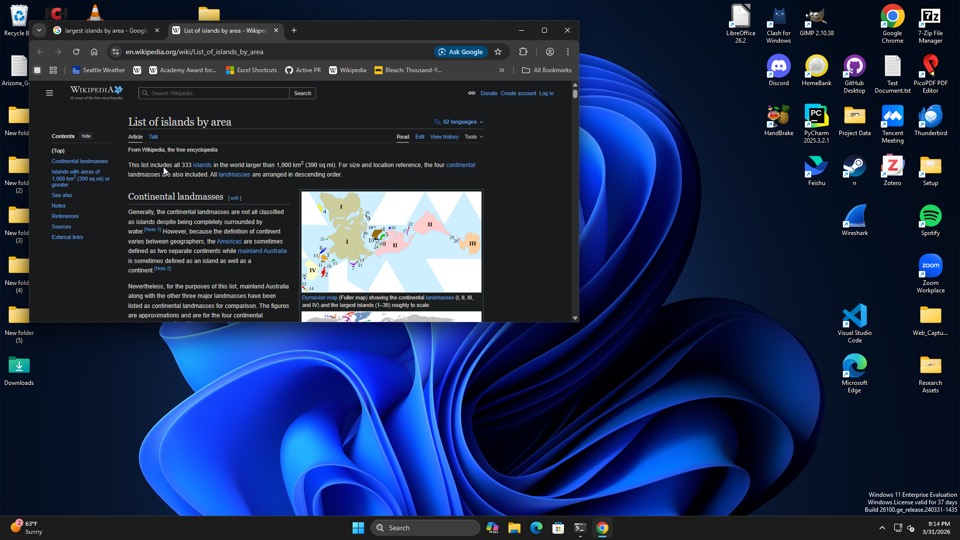 largest islands by area - Google
List of islands by area - Wikipe
en.wikipedia.org/wiki/List_of_islands_by_area
Ask Google
Seattle Weather
Academy Award for...
Excel Shortcuts
Active PR
Wikipedia
Bleach: Thousand-Y...
All Bookmarks
WIKIPEDIA
Search Wikipedia
Search
Donate Create account Log in
Contents hide
(Top)
Continental landmasses
Islands with areas of
1,000 km2 (390 sq mi) or
greater
See also
Notes
References
Sources
External links
List of islands by area
62 languages
Article Talk
Read Edit View history Tools
From Wikipedia, the free encyclopedia
This list includes all 333 islands in the world larger than 1,000 km2 (390 sq mi). For size and location reference, the four continental
landmasses are also included. All landmasses are arranged in descending order.
Continental landmasses [ edit ]
Generally, the continental landmasses are not all classified
as islands despite being completely surrounded by
water.[Note 1] However, because the definition of continent
varies between geographers, the Americas are sometimes
defined as two separate continents while mainland Australia
is sometimes defined as an island as well as a
continent.[Note 2]
Nevertheless, for the purposes of this list, mainland Australia
along with the other three major landmasses have been
listed as continental landmasses for comparison. The figures
are approximations and are for the four continental
I
I
II
II
III
IV
Dymaxion map (Fuller map) showing the continental landmasses (I, II, III,
and IV) and the largest islands (1–30) roughly to scale
Recycle B
Arizona_G
New folder
New folder
(2)
New folder
(3)
New folder
(4)
New folder
(5)
Downloads
LibreOffice
26.2
Clash for
Windows
GIMP 2.10.38
Google
Chrome
7-Zip File
Manager
Discord
HomeBank
GitHub
Desktop
Test
Document.txt
PicoPDF PDF
Editor
HandBrake
PyCharm
2025.3.2.1
Project Data
Tencent
Meeting
Thunderbird
Feishu
Steam
Zotero
Setup
Wireshark
Spotify
Zoom
Workplace
Visual Studio
Code
Web_Captu...
Microsoft
Edge
Research
Assets
Windows 11 Enterprise Evaluation
Windows License valid for 37 days
Build 26100.ge_release.240331-1435
63°F
Sunny
Search
9:14 PM
3/31/2026